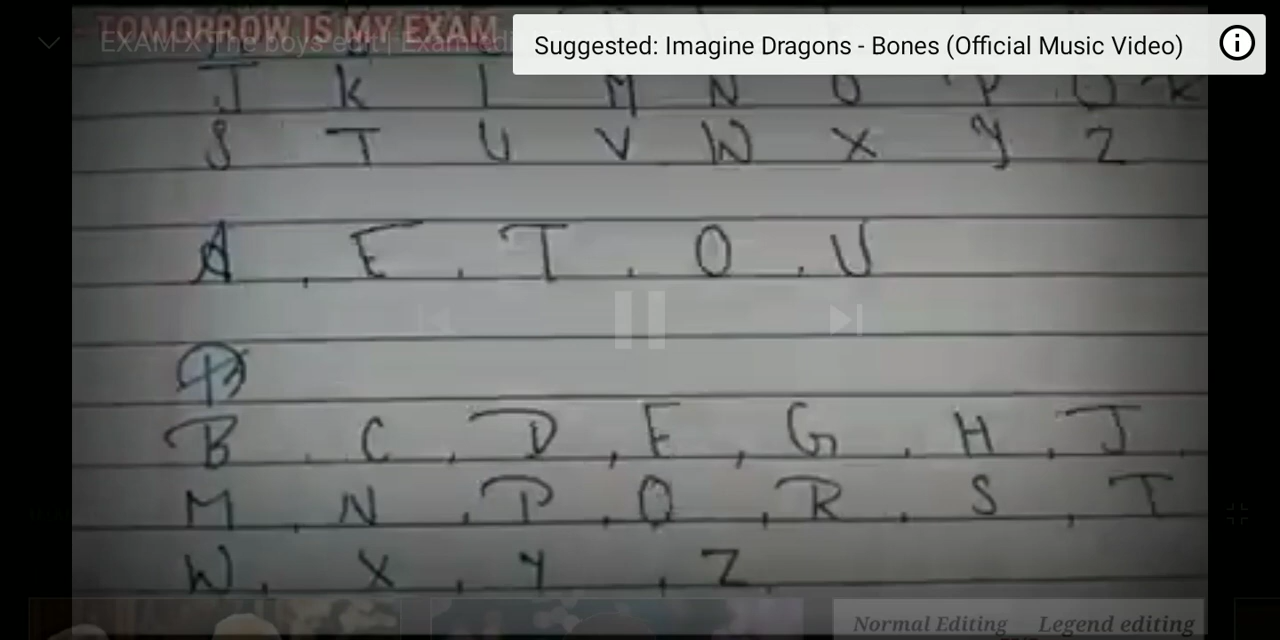 TOMORROW IS MY EXAM
EXAM X The boys edit | Exam
Suggested: Imagine Dragons - Bones (Official Music Video)
J K L M N O P Q R
S T U V W X Y Z
A , E , I , O , U
B , C , D , F , G , H , J ,
M , N , P , Q , R , S , T
W , X , Y , Z
Normal Editing Legend editing